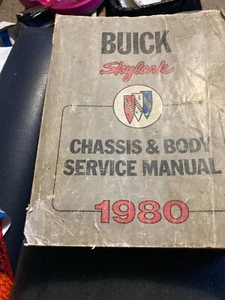 BUICK
Skylark
CHASSIS & BODY
SERVICE MANUAL
1980